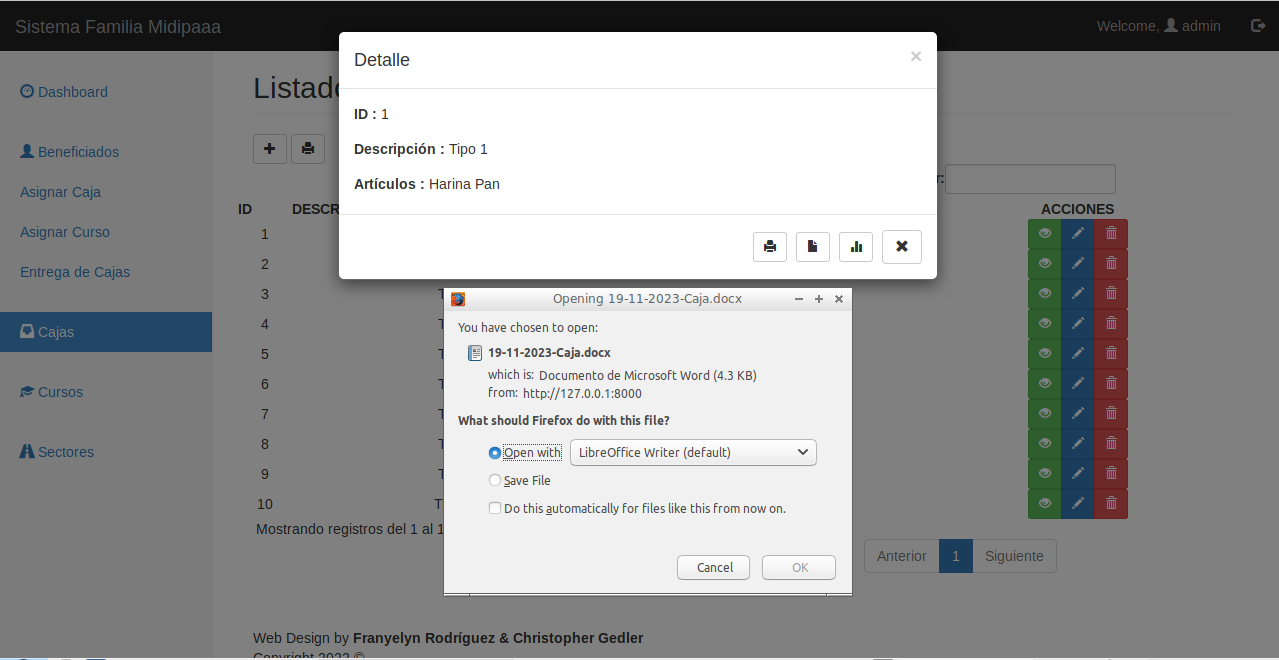 Sistema Familia Midipaaa
Welcome, admin
Detalle
×
ID : 1
Descripción : Tipo 1
Artículos : Harina Pan
Dashboard
Beneficiados
Asignar Caja
Asignar Curso
Entrega de Cajas
Cajas
Cursos
Sectores
Listado
ID DESCR ACCIONES
1
2
3
4
5
6
7
8
9
10
Mostrando registros del 1 al 1
Opening 19-11-2023-Caja.docx
You have chosen to open:
19-11-2023-Caja.docx
which is: Documento de Microsoft Word (4.3 KB)
from: http://127.0.0.1:8000
What should Firefox do with this file?
Open with LibreOffice Writer (default)
Save File
Do this automatically for files like this from now on.
Cancel OK
Anterior 1 Siguiente
Web Design by Franyelyn Rodríguez & Christopher Gedler
Copyright 2022 ©